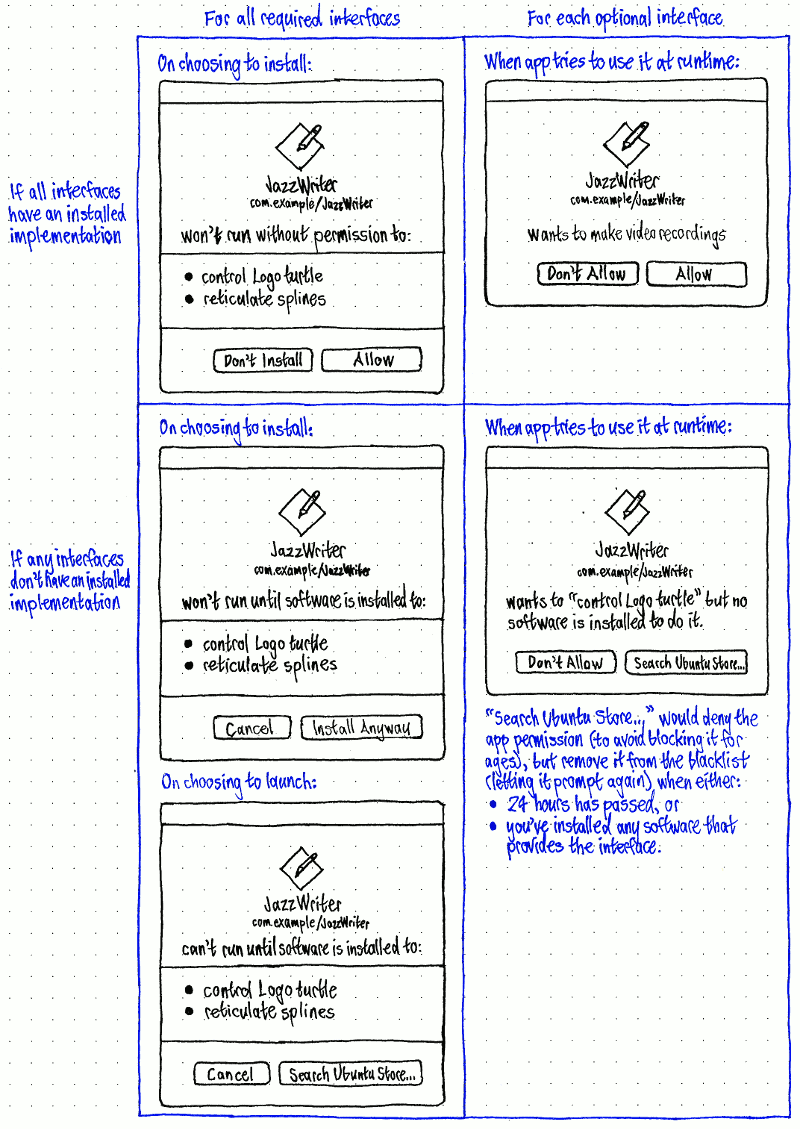 For all required interfaces
For each optional interface
If all interfaces
have an installed
implementation
On choosing to install:
JazzWriter
com.example/JazzWriter
won't run without permission to:
• control Logo turtle
• reticulate splines
Don't Install
Allow
When app tries to use it at runtime:
JazzWriter
com.example/JazzWriter
wants to make video recordings
Don't Allow
Allow
If any interfaces
don't have an installed
implementation
On choosing to install:
JazzWriter
com.example/JazzWriter
won't run until software is installed to:
• control Logo turtle
• reticulate splines
Cancel
Install Anyway
On choosing to launch:
JazzWriter
com.example/JazzWriter
can't run until software is installed to:
• control Logo turtle
• reticulate splines
Cancel
Search Ubuntu Store...
When app tries to use it at runtime:
JazzWriter
com.example/JazzWriter
wants to "control Logo turtle" but no
software is installed to do it.
Don't Allow
Search Ubuntu Store...
"Search Ubuntu Store..." would deny the
app permission (to avoid blocking it for
ages), but remove it from the blacklist
(letting it prompt again) when either:
• 24 hours has passed, or
• you've installed any software that
provides the interface.